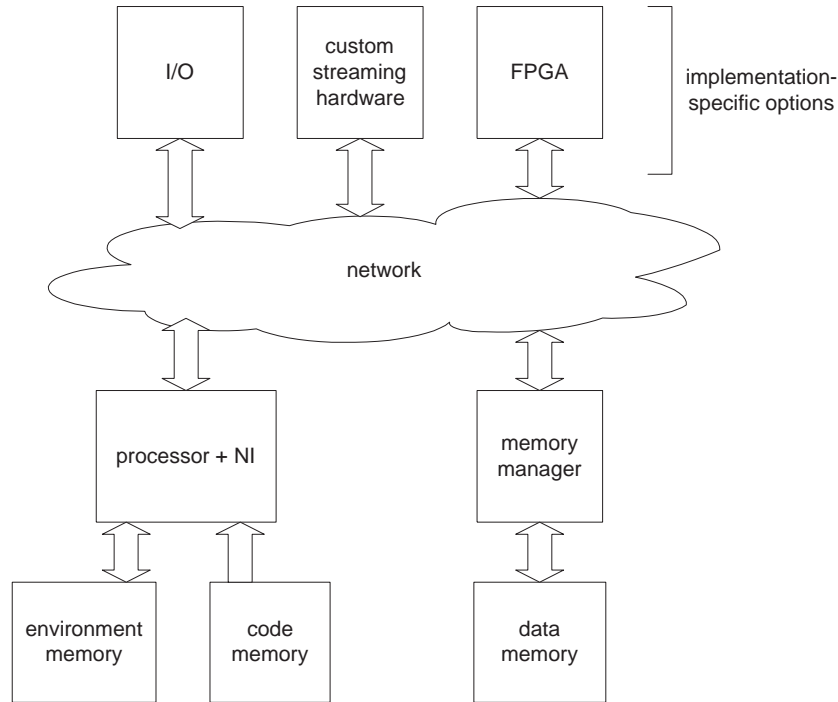 I/O
custom
streaming
hardware
FPGA
implementation-
specific options
network
processor + NI
memory
manager
environment
memory
code
memory
data
memory